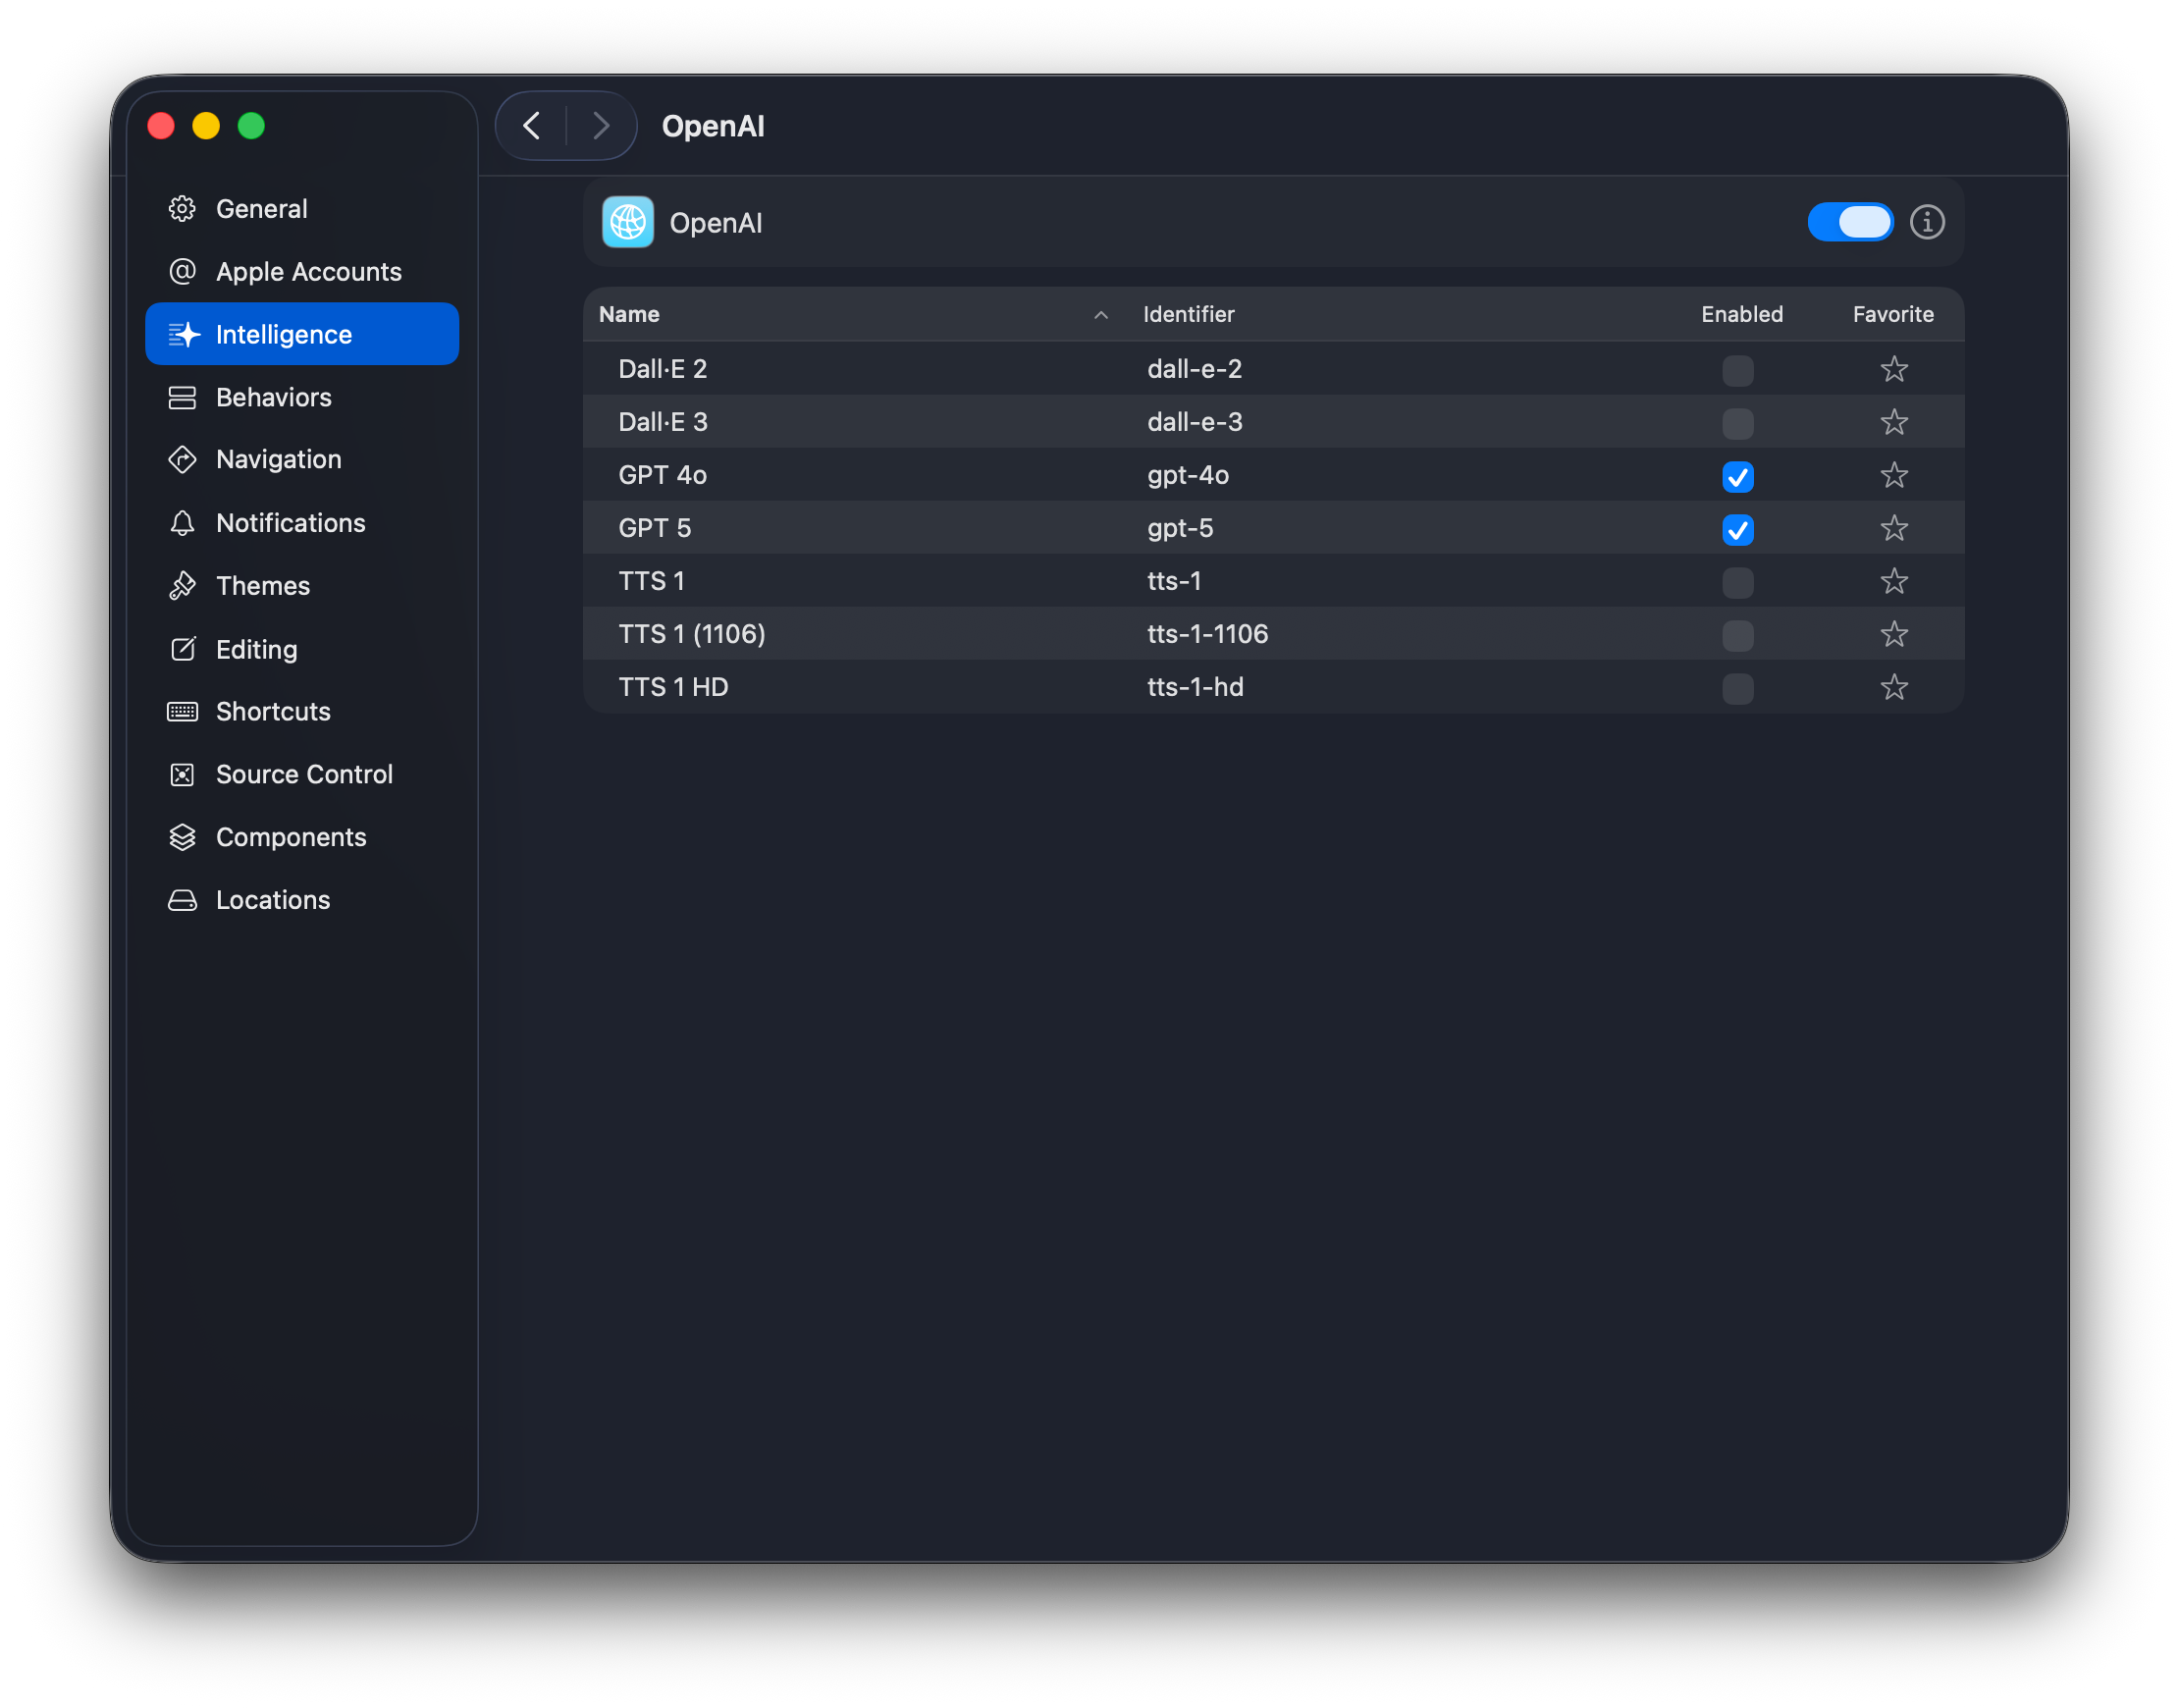 OpenAI
General
Apple Accounts
Intelligence
Behaviors
Navigation
Notifications
Themes
Editing
Shortcuts
Source Control
Components
Locations
OpenAI
Name Identifier Enabled Favorite
Dall·E 2 dall-e-2
Dall·E 3 dall-e-3
GPT 4o gpt-4o
GPT 5 gpt-5
TTS 1 tts-1
TTS 1 (1106) tts-1-1106
TTS 1 HD tts-1-hd